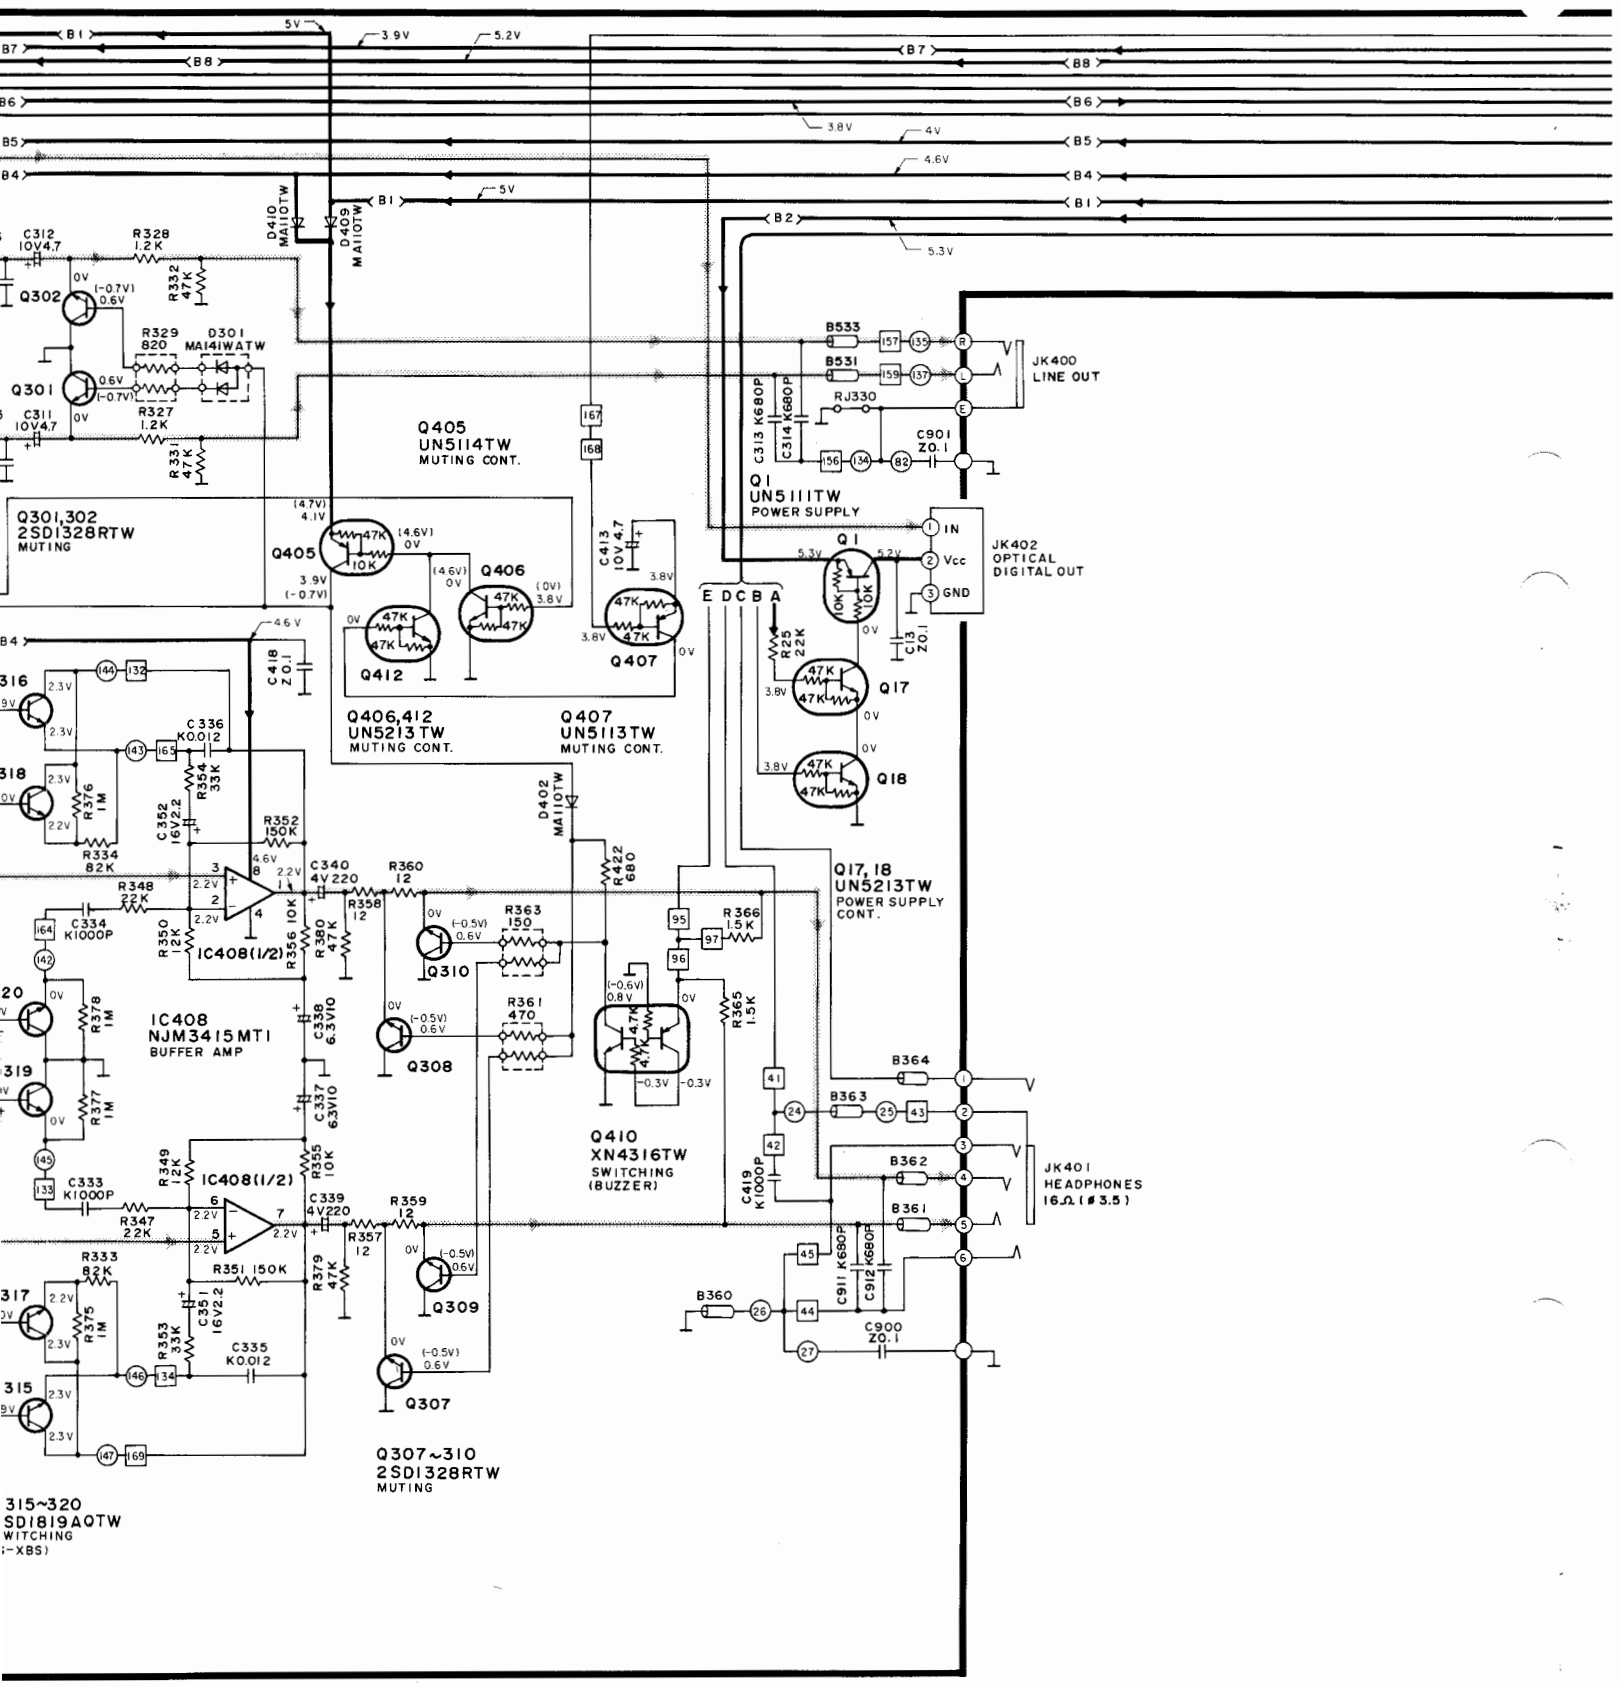 5V
B1
3.9V
5.2V
B7
B7
B8
B8
B6
B6
3.8V
4V
B5
B5
4.6V
B4
B4
5V
B1
B1
B2
5.3V
D410
MA110TW
D409
MA110TW
C312
10V4.7
R328
1.2K
R332
47K
0V
(-0.7V)
0.6V
Q302
R329
820
D301
MA141WATW
Q301
0.6V
(-0.7V)
0V
C311
10V4.7
R327
1.2K
R331
47K
B533
157
135
R
B531
159
137
L
JK400
LINE OUT
RJ330
E
C313 K680P
C314 K680P
C901
Z0.1
156
134
82
167
168
Q405
UN5114TW
MUTING CONT.
Q1
UN5111TW
POWER SUPPLY
Q301,302
2SD1328RTW
MUTING
(4.7V)
4.1V
47K
10K
(4.6V)
0V
Q405
3.9V
(-0.7V)
(4.6V)
0V
Q406
47K
47K
(0V)
3.8V
0V
47K
47K
Q412
C413
10V4.7
3.8V
47K
47K
3.8V
Q407
0V
1
IN
2
Vcc
3
GND
JK402
OPTICAL
DIGITAL OUT
Q1
5.3V
5.2V
10K
10K
0V
C13
Z0.1
E D C B A
R25
22K
3.8V
47K
47K
Q17
0V
0V
3.8V
47K
47K
Q18
B4
4.6V
C418
Z0.1
316
9V
2.3V
2.3V
144
132
C336
K0.012
143
165
R354
33K
318
0V
2.3V
2.2V
R376
1M
R334
82K
C352
16V2.2
R352
150K
Q406,412
UN5213TW
MUTING CONT.
Q407
UN5113TW
MUTING CONT.
D402
MA110TW
R422
680
Q17,18
UN5213TW
POWER SUPPLY
CONT.
3
2.2V
2
2.2V
4.6V
8
1
2.2V
4
IC408(1/2)
C340
4V220
R360
12
R358
12
R348
22K
C334
K1000P
164
142
R350
12K
R356 10K
R380
47K
0V
(-0.5V)
0.6V
Q310
R363
150
95
97
96
R366
1.5K
R365
1.5K
20
0V
R378
1M
IC408
NJM3415MT1
BUFFER AMP
C338
6.3V10
0V
(-0.5V)
0.6V
Q308
R361
470
(-0.6V)
0.8V
0V
4.7K
4.7K
-0.3V
-0.3V
Q410
XN4316TW
SWITCHING
(BUZZER)
319
0V
R377
1M
145
133
C337
6.3V10
C333
K1000P
R349
12K
IC408(1/2)
R355
10K
R347
22K
6
2.2V
5
2.2V
7
2.2V
C339
4V220
R359
12
R357
12
R379
47K
0V
(-0.5V)
0.6V
Q309
B364
1
41
24
B363
25
43
2
42
3
C419
K1000P
B362
4
JK401
HEADPHONES
16Ω(ø3.5)
B361
5
6
45
C911 K680P
C912 K680P
B360
26
44
C900
Z0.1
27
R333
82K
R351 150K
317
0V
2.2V
2.3V
R375
1M
C351
16V2.2
R353
33K
C335
K0.012
146
134
315
9V
2.3V
2.3V
147
169
0V
(-0.5V)
0.6V
Q307
Q307~310
2SD1328RTW
MUTING
315~320
SD1819AQTW
WITCHING
-XBS)